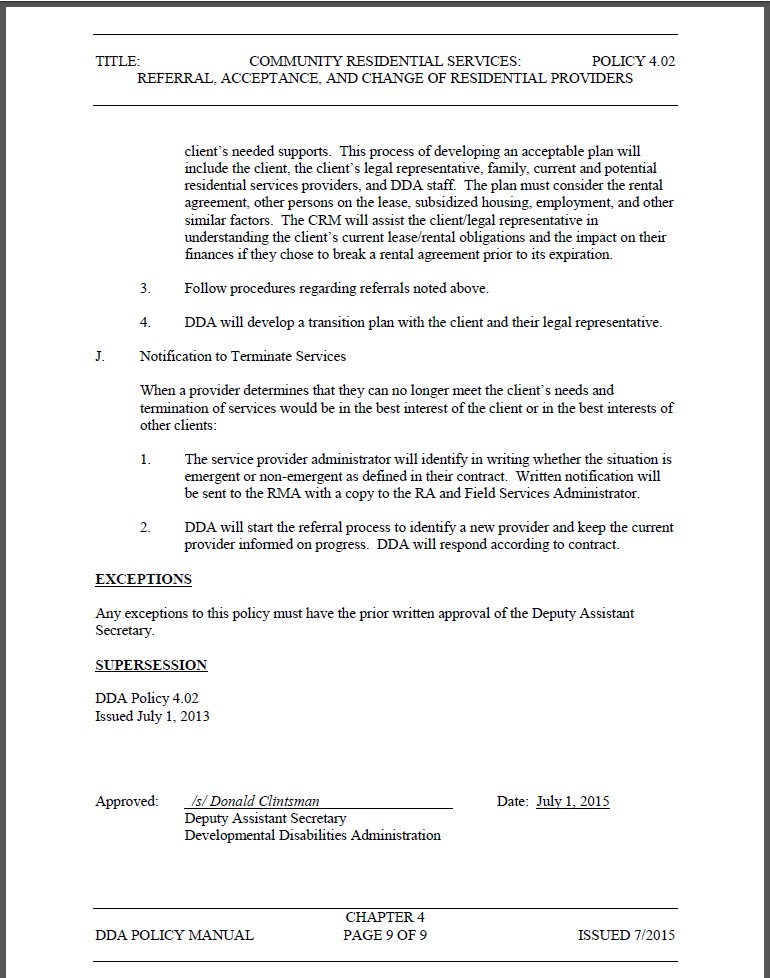 TITLE: COMMUNITY RESIDENTIAL SERVICES: POLICY 4.02
REFERRAL, ACCEPTANCE, AND CHANGE OF RESIDENTIAL PROVIDERS
client’s needed supports. This process of developing an acceptable plan will
include the client, the client’s legal representative, family, current and potential
residential services providers, and DDA staff. The plan must consider the rental
agreement, other persons on the lease, subsidized housing, employment, and other
similar factors. The CRM will assist the client/legal representative in
understanding the client’s current lease/rental obligations and the impact on their
finances if they chose to break a rental agreement prior to its expiration.
3. Follow procedures regarding referrals noted above.
4. DDA will develop a transition plan with the client and their legal representative.
J. Notification to Terminate Services
When a provider determines that they can no longer meet the client’s needs and
termination of services would be in the best interest of the client or in the best interests of
other clients:
1. The service provider administrator will identify in writing whether the situation is
emergent or non-emergent as defined in their contract. Written notification will
be sent to the RMA with a copy to the RA and Field Services Administrator.
2. DDA will start the referral process to identify a new provider and keep the current
provider informed on progress. DDA will respond according to contract.
EXCEPTIONS
Any exceptions to this policy must have the prior written approval of the Deputy Assistant
Secretary.
SUPERSESSION
DDA Policy 4.02
Issued July 1, 2013
Approved: /s/ Donald Clintsman Date: July 1, 2015
Deputy Assistant Secretary
Developmental Disabilities Administration
CHAPTER 4
DDA POLICY MANUAL PAGE 9 OF 9 ISSUED 7/2015